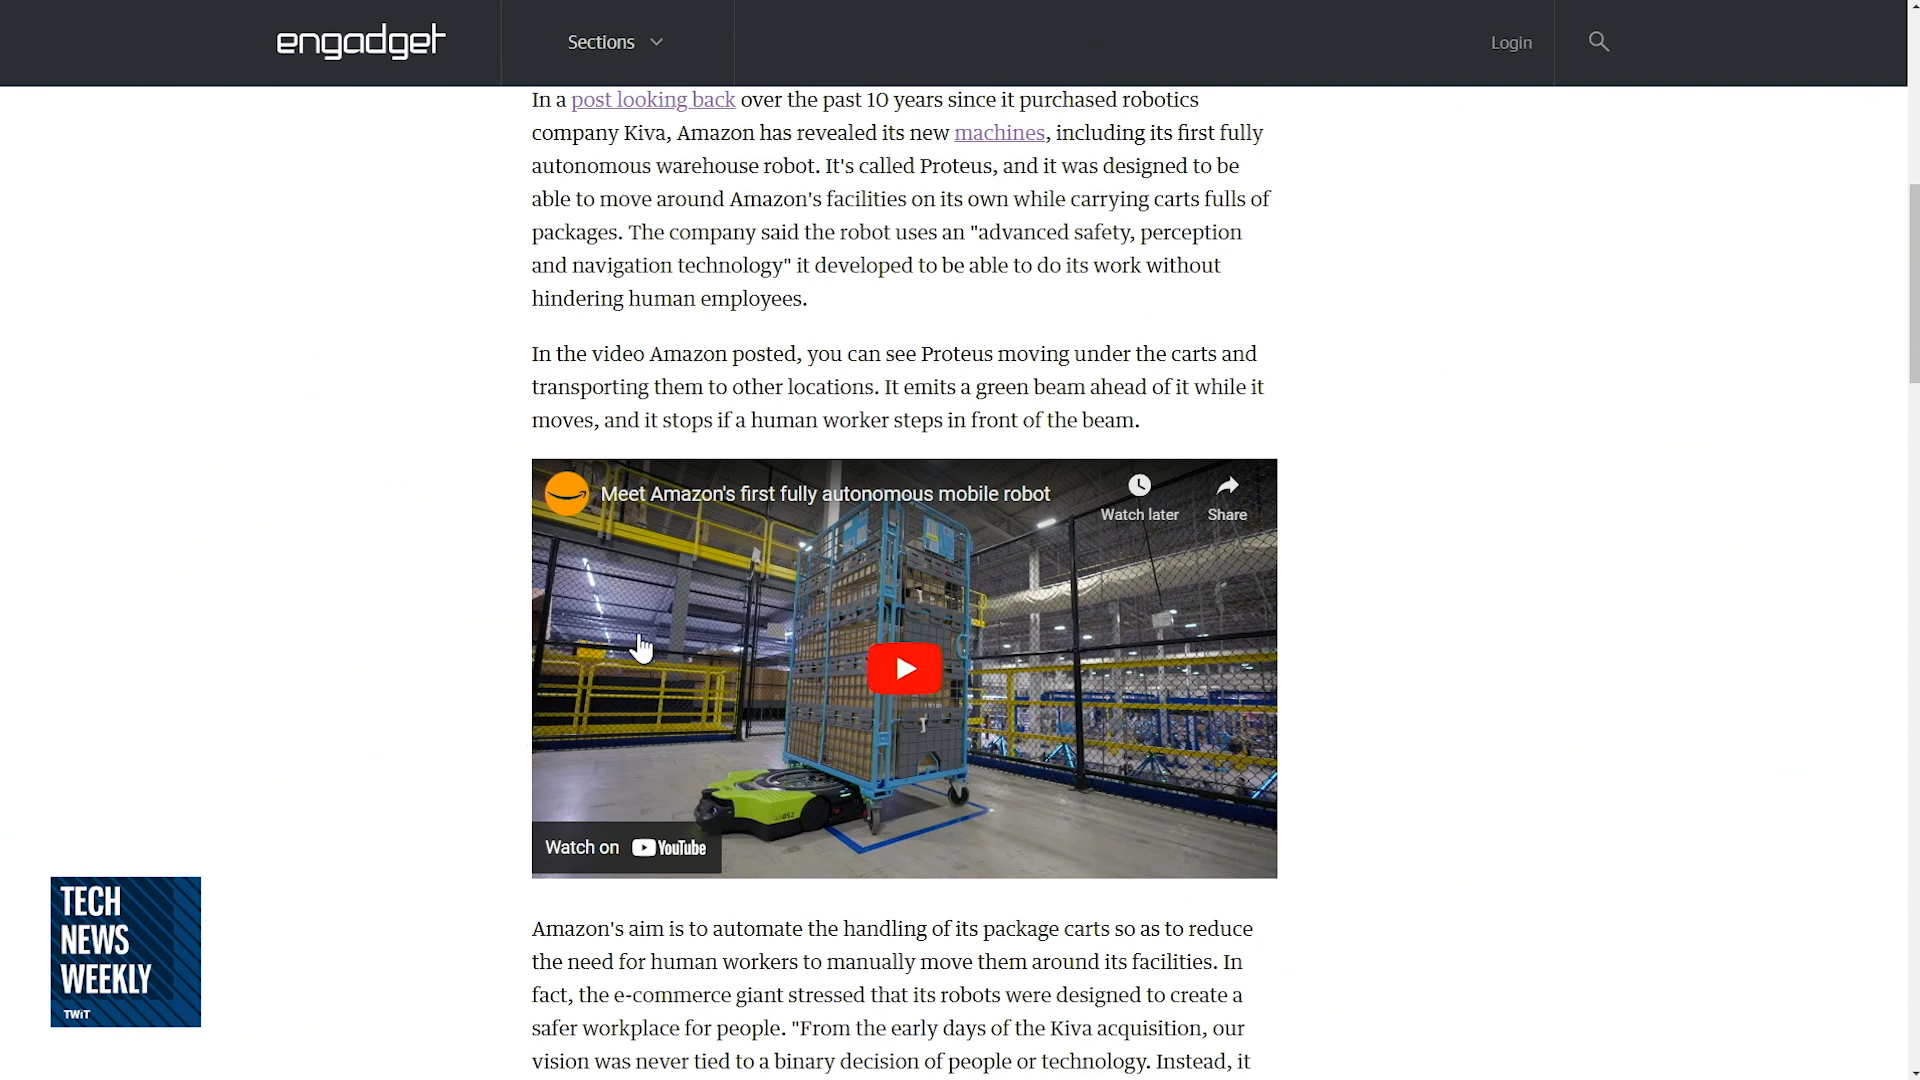 engadget
Sections
Login
In a post looking back over the past 10 years since it purchased robotics
company Kiva, Amazon has revealed its new machines, including its first fully
autonomous warehouse robot. It's called Proteus, and it was designed to be
able to move around Amazon's facilities on its own while carrying carts fulls of
packages. The company said the robot uses an "advanced safety, perception
and navigation technology" it developed to be able to do its work without
hindering human employees.
In the video Amazon posted, you can see Proteus moving under the carts and
transporting them to other locations. It emits a green beam ahead of it while it
moves, and it stops if a human worker steps in front of the beam.
Meet Amazon's first fully autonomous mobile robot
Watch later
Share
Watch on YouTube
Amazon's aim is to automate the handling of its package carts so as to reduce
the need for human workers to manually move them around its facilities. In
fact, the e-commerce giant stressed that its robots were designed to create a
safer workplace for people. "From the early days of the Kiva acquisition, our
vision was never tied to a binary decision of people or technology. Instead, it
TECH
NEWS
WEEKLY
TWiT